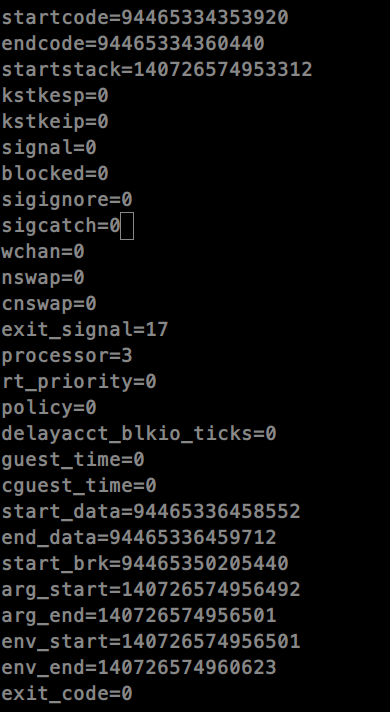 startcode=94465334353920
endcode=94465334360440
startstack=140726574953312
kstkesp=0
kstkeip=0
signal=0
blocked=0
sigignore=0
sigcatch=0
wchan=0
nswap=0
cnswap=0
exit_signal=17
processor=3
rt_priority=0
policy=0
delayacct_blkio_ticks=0
guest_time=0
cguest_time=0
start_data=94465336458552
end_data=94465336459712
start_brk=94465350205440
arg_start=140726574956492
arg_end=140726574956501
env_start=140726574956501
env_end=140726574960623
exit_code=0